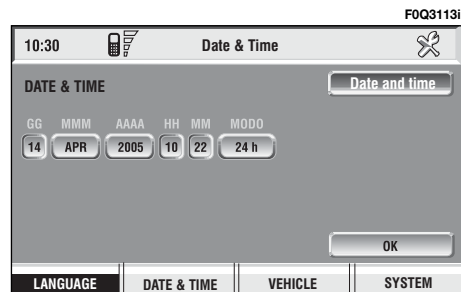 F0Q3113i
10:30 Date & Time
DATE & TIME Date and time
GG MMM AAAA HH MM MODO
14 APR 2005 10 22 24 h
OK
LANGUAGE DATE & TIME VEHICLE SYSTEM